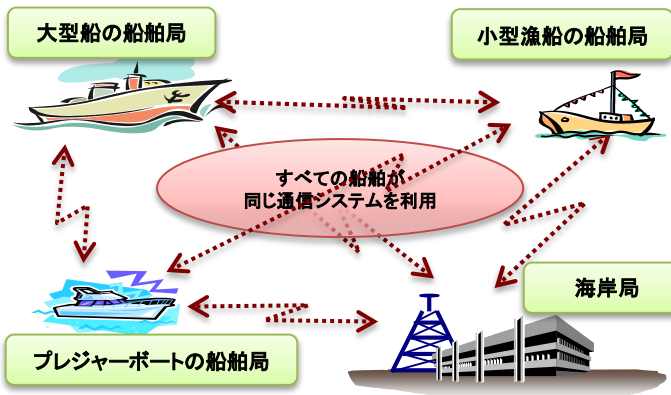 大型船の船舶局
小型漁船の船舶局
すべての船舶が
同じ通信システムを利用
海岸局
プレジャーボートの船舶局